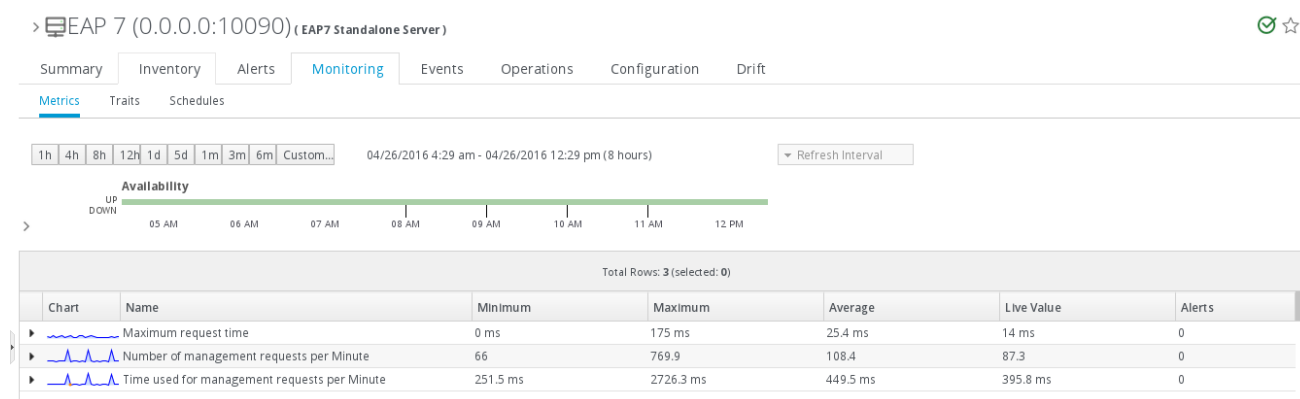 EAP 7 (0.0.0.0:10090) ( EAP7 Standalone Server )
Summary Inventory Alerts Monitoring Events Operations Configuration Drift
Metrics Traits Schedules
1h 4h 8h 12h 1d 5d 1m 3m 6m Custom... 04/26/2016 4:29 am - 04/26/2016 12:29 pm (8 hours) Refresh Interval
Availability
UP
DOWN
05 AM 06 AM 07 AM 08 AM 09 AM 10 AM 11 AM 12 PM
Total Rows: 3 (selected: 0)
Chart Name Minimum Maximum Average Live Value Alerts
Maximum request time 0 ms 175 ms 25.4 ms 14 ms 0
Number of management requests per Minute 66 769.9 108.4 87.3 0
Time used for management requests per Minute 251.5 ms 2726.3 ms 449.5 ms 395.8 ms 0